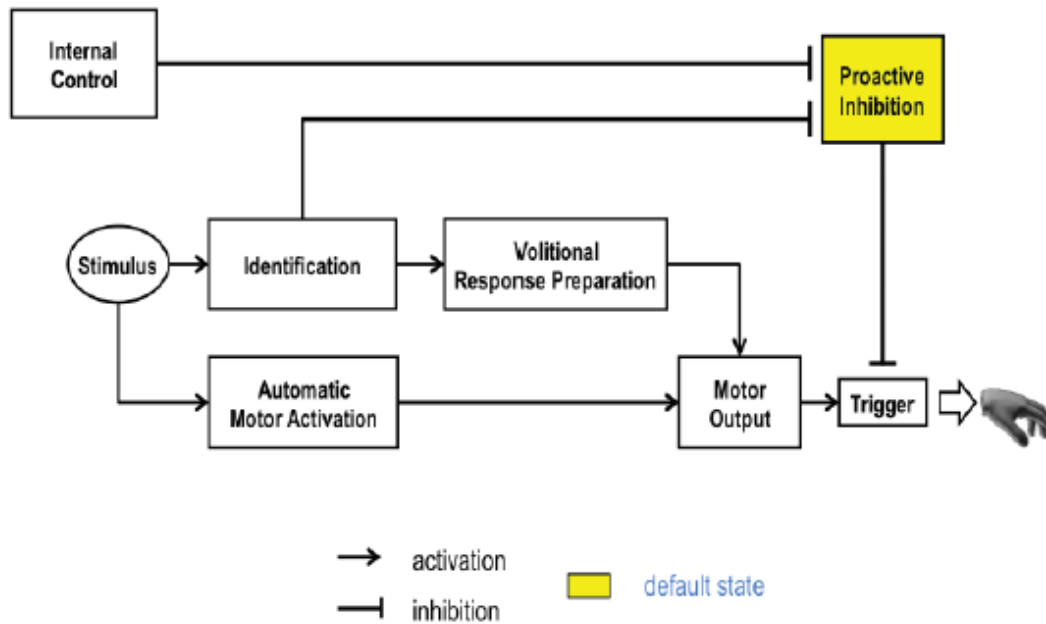 Internal
Control
Proactive
Inhibition
Stimulus
Identification
Volitional
Response Preparation
Automatic
Motor Activation
Motor
Output
Trigger
activation
inhibition
default state